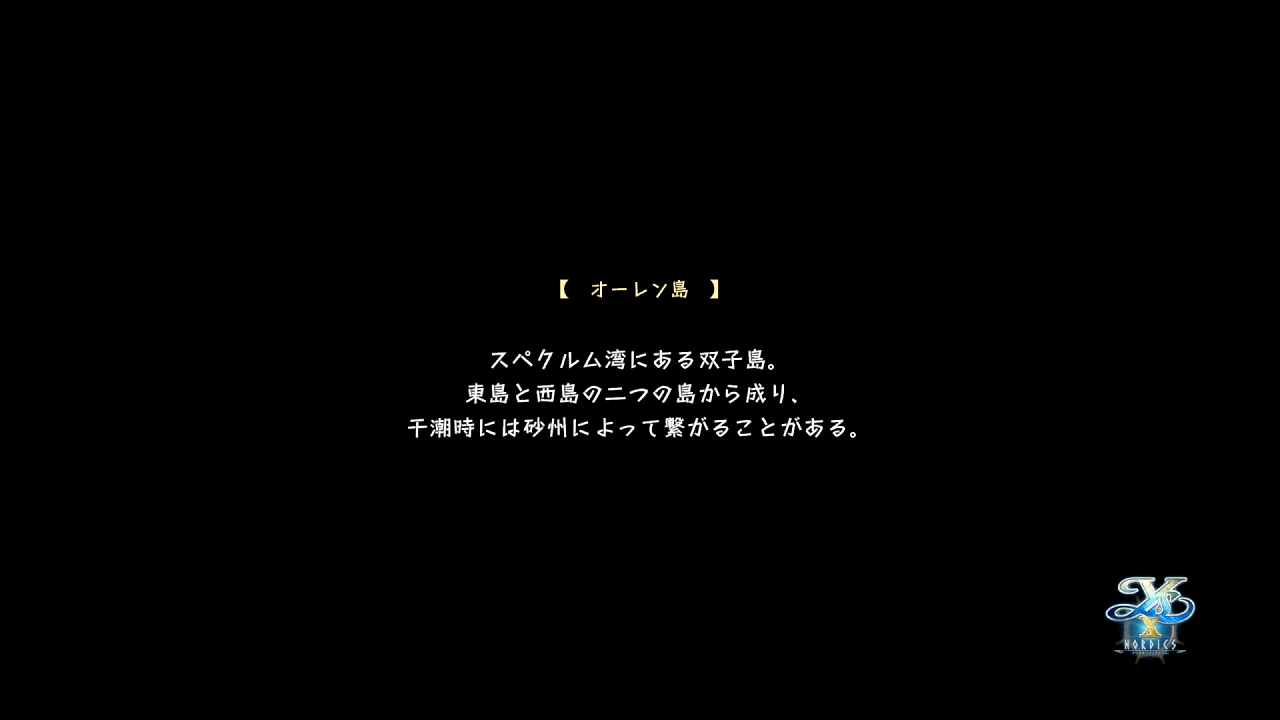 【 オーレン島 】
スペクルム湾にある双子島。
東島と西島の二つの島から成り、
干潮時には砂州によって繋がることがある。
Ys
X
NORDICS